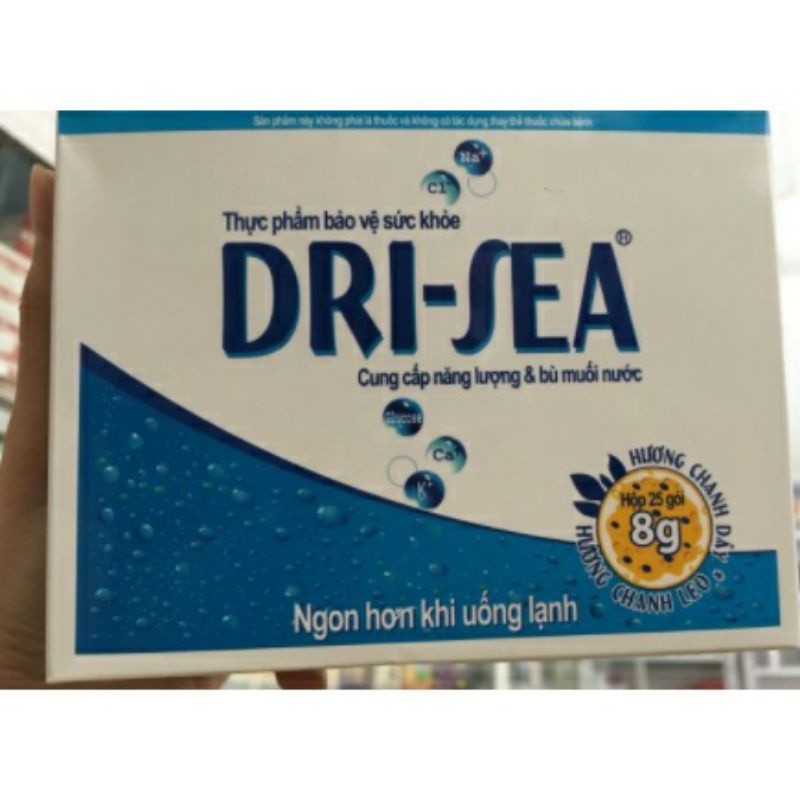 Sản phẩm này không phải là thuốc và không có tác dụng thay thế thuốc chữa bệnh
Na+
Cl
Thực phẩm bảo vệ sức khỏe
DRI-SEA®
Cung cấp năng lượng & bù muối nước
Glucose
Ca
K+
HƯƠNG CHANH DÂY
Hộp 25 gói
8g
HƯƠNG CHANH LEO
Ngon hơn khi uống lạnh